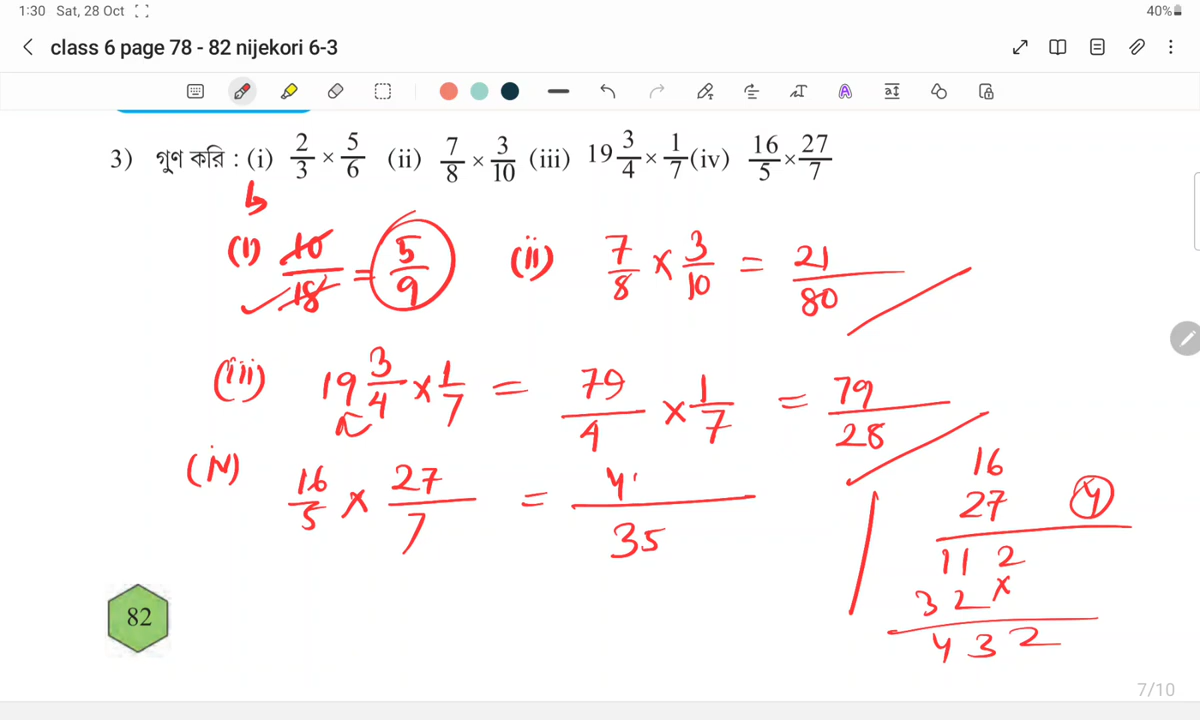 1:30 Sat, 28 Oct
40%
class 6 page 78 - 82 nijekori 6-3
3) গুণ করি : (i) 2/3 × 5/6 (ii) 7/8 × 3/10 (iii) 19 3/4 × 1/7 (iv) 16/5 × 27/7
(i) 10/18 = 5/9 (ii) 7/8 × 3/10 = 21/80
(iii) 19 3/4 × 1/7 = 79/4 × 1/7 = 79/28
(iv) 16/5 × 27/7 = 4/35
16
27 4
112
32×
432
82
7/10